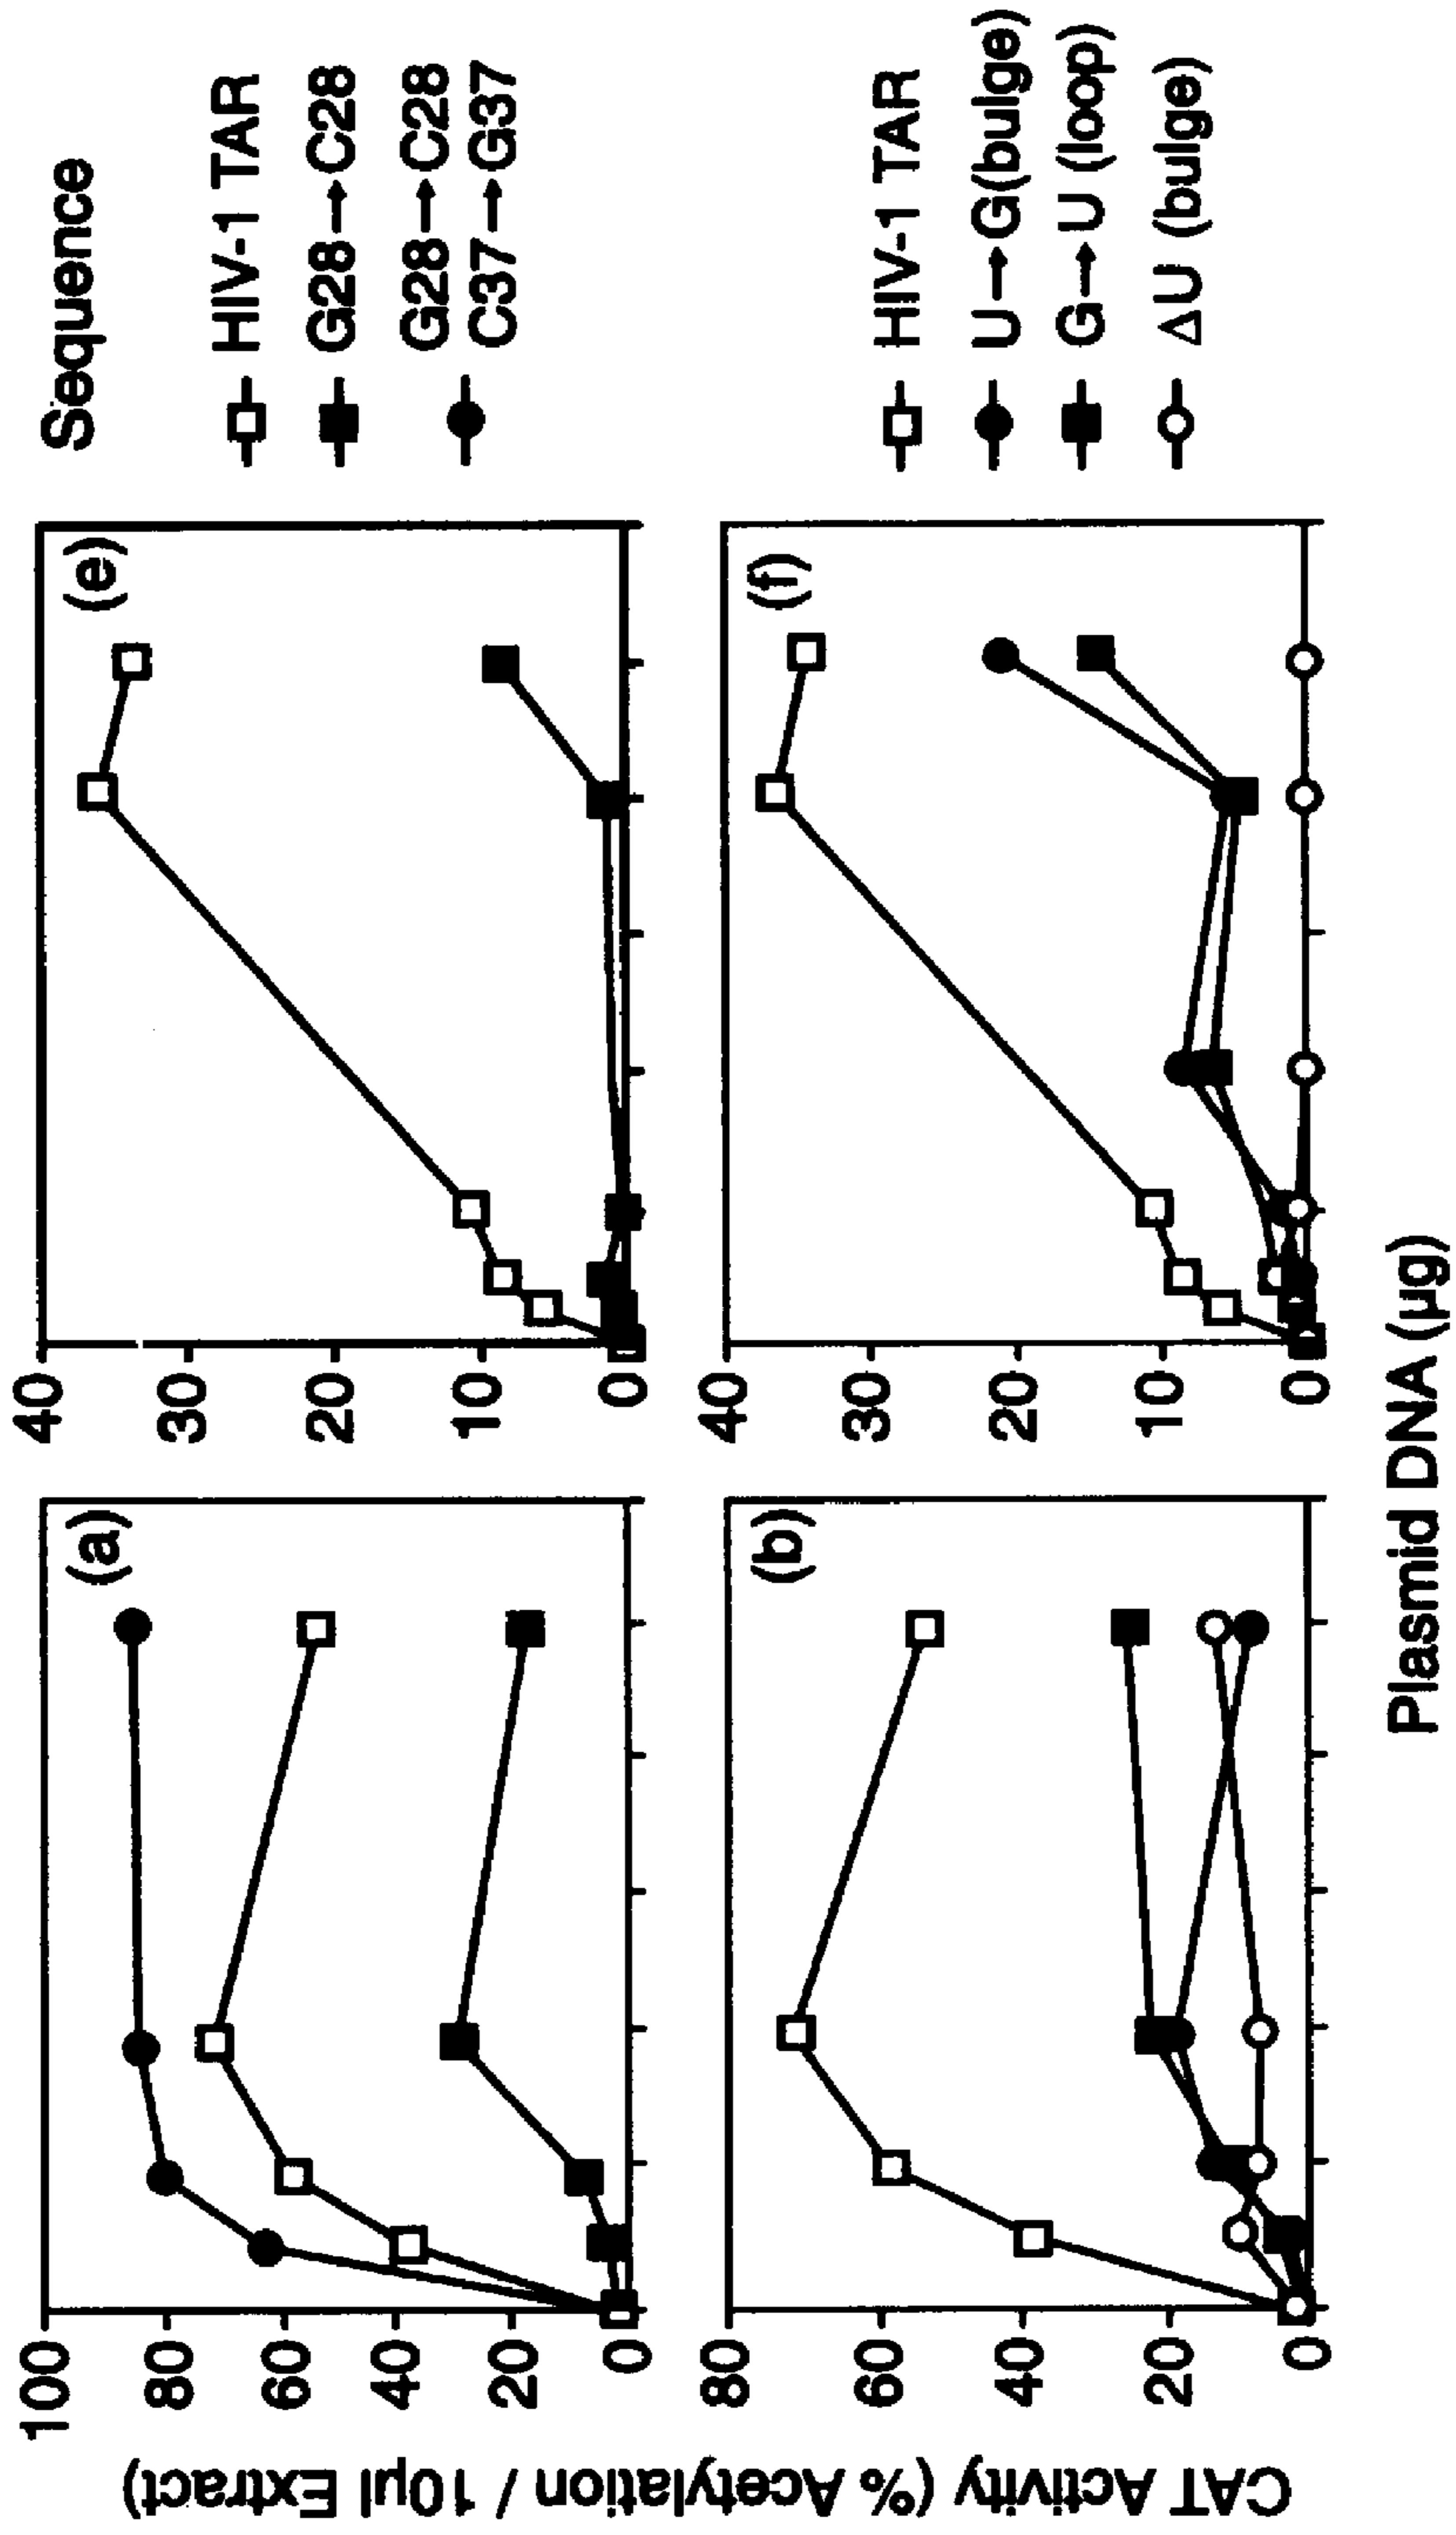 Sequence
(a)
100
80
60
40
20
0
(e)
40
30
20
10
0
HIV-1 TAR
G28→C28
G28→C28
C37→G37
(b)
80
60
40
20
0
(f)
40
30
20
10
0
HIV-1 TAR
U→G(bulge)
G→U (loop)
ΔU (bulge)
CAT Activity (% Acetylation / 10µl Extract)
Plasmid DNA (µg)